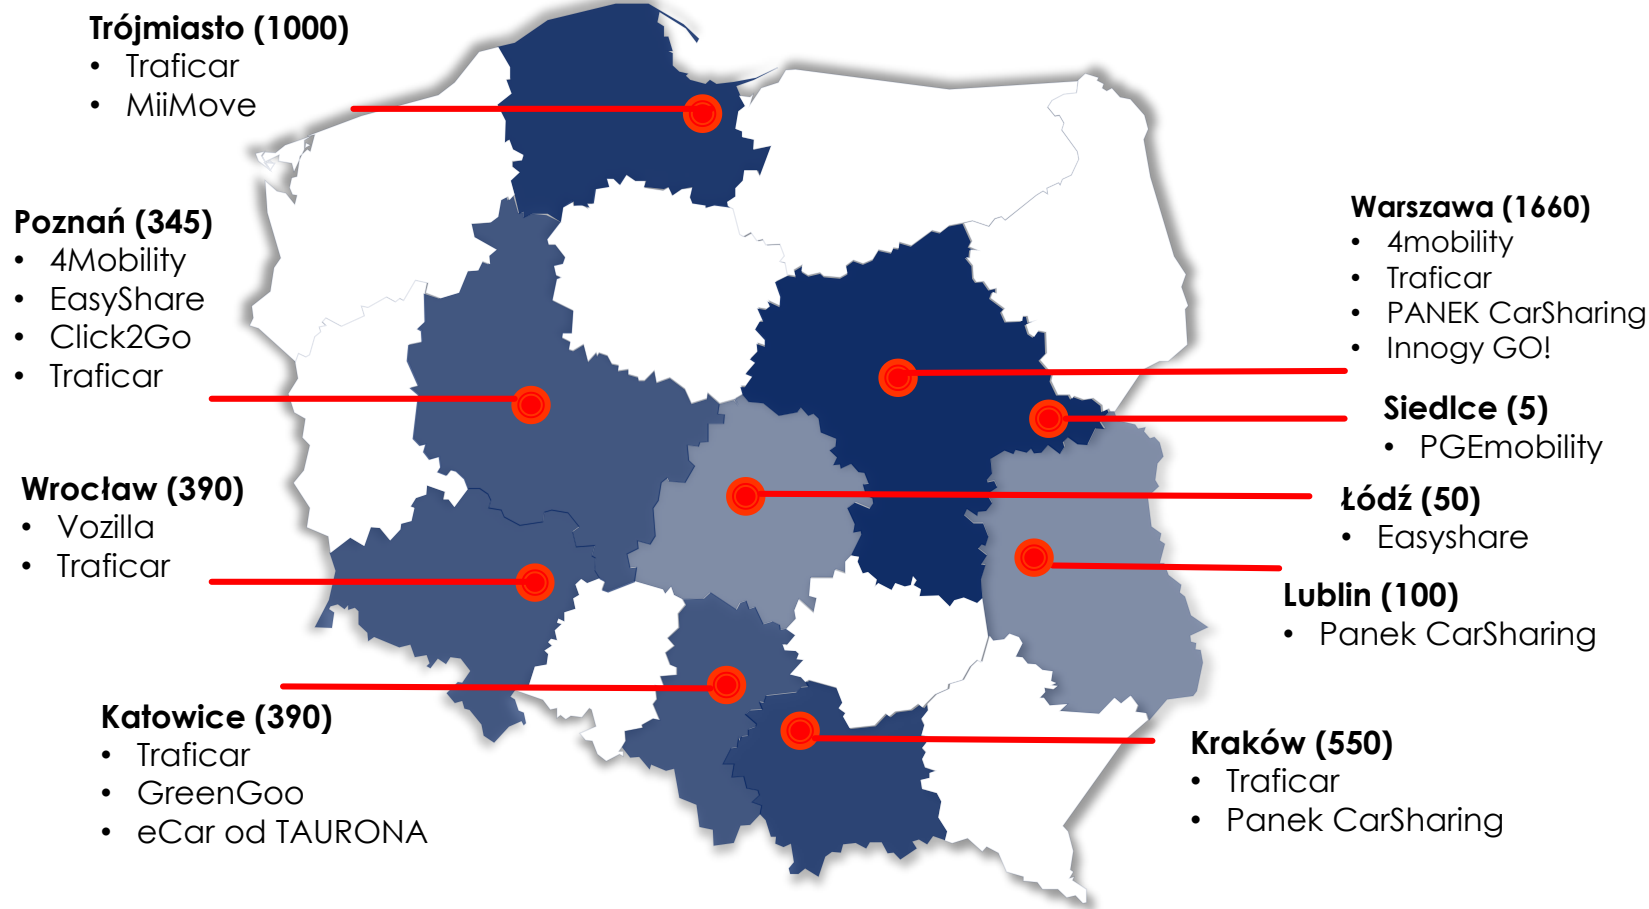 Trójmiasto (1000)
• Traficar
• MiiMove
Poznań (345)
• 4Mobility
• EasyShare
• Click2Go
• Traficar
Wrocław (390)
• Vozilla
• Traficar
Katowice (390)
• Traficar
• GreenGoo
• eCar od TAURONA
Warszawa (1660)
• 4mobility
• Traficar
• PANEK CarSharing
• Innogy GO!
Siedlce (5)
• PGEmobility
Łódź (50)
• Easyshare
Lublin (100)
• Panek CarSharing
Kraków (550)
• Traficar
• Panek CarSharing